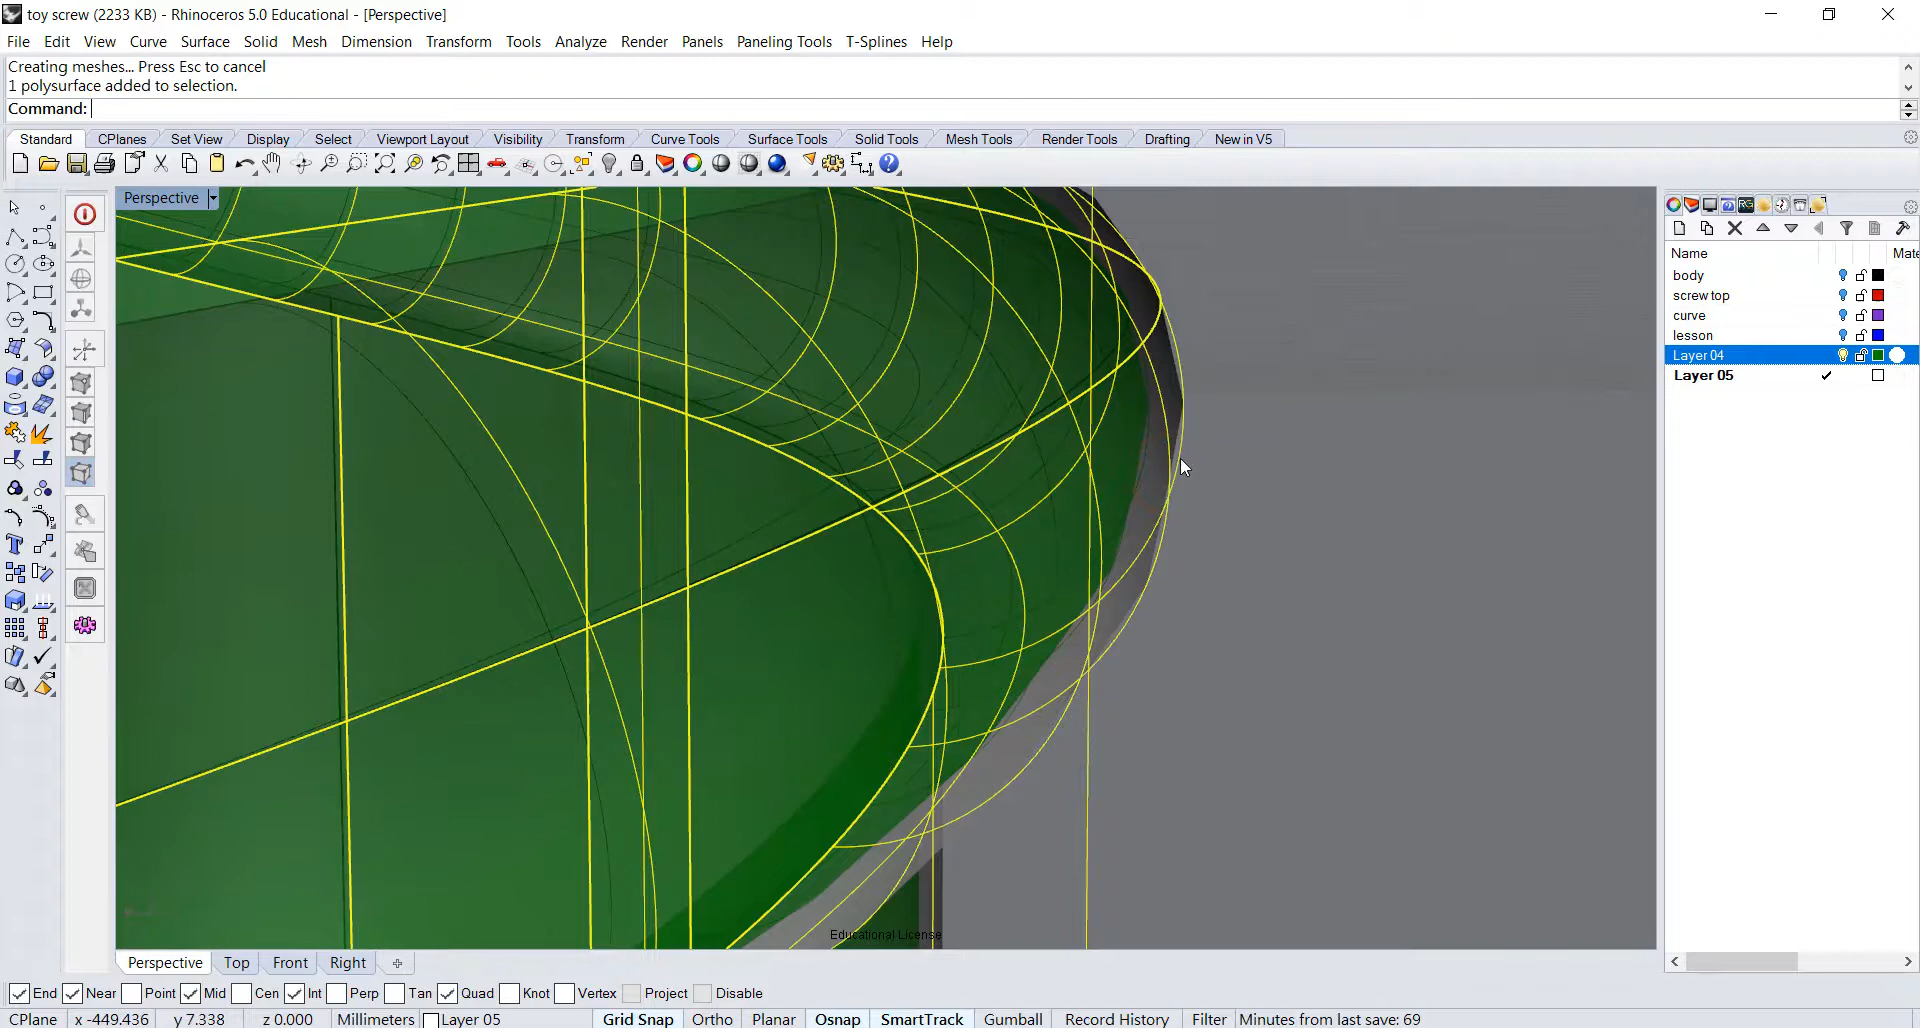 toy screw (2233 KB) - Rhinoceros 5.0 Educational - [Perspective]
File Edit View Curve Surface Solid Mesh Dimension Transform Tools Analyze Render Panels Paneling Tools T-Splines Help
Creating meshes... Press Esc to cancel
1 polysurface added to selection.
Command:
Standard CPlanes Set View Display Select Viewport Layout Visibility Transform Curve Tools Surface Tools Solid Tools Mesh Tools Render Tools Drafting New in V5
Perspective
Name Mate
body
screw top
curve
lesson
Layer 04
Layer 05
Educational License
Perspective Top Front Right
End Near Point Mid Cen Int Perp Tan Quad Knot Vertex Project Disable
CPlane x -449.436 y 7.338 z 0.000 Millimeters Layer 05 Grid Snap Ortho Planar Osnap SmartTrack Gumball Record History Filter Minutes from last save: 69